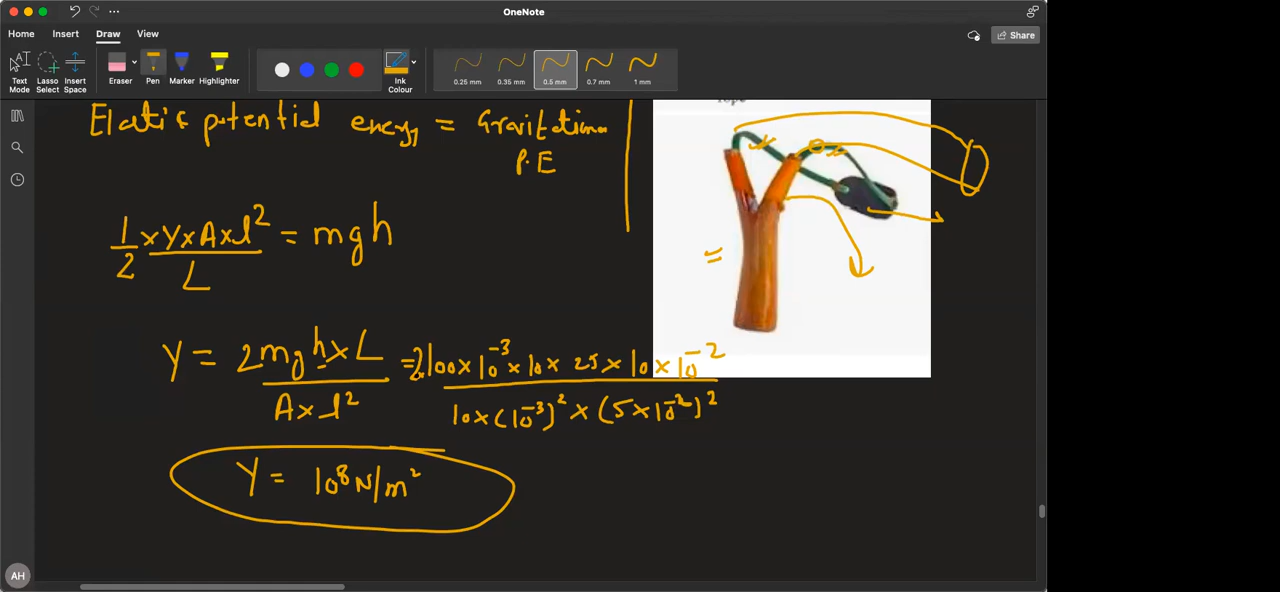 OneNote
Home Insert Draw View
Share
Text Mode
Lasso Select
Insert Space
Eraser
Pen
Marker
Highlighter
Ink Colour
0.25 mm
0.35 mm
0.5 mm
0.7 mm
1 mm
Elastic potential energy = Gravitational
P.E
1/2 × Y×A×l²/L = mgh
Y = 2mgh×L / A×l² = 2×100×10⁻³×10×25×10×10⁻² / 10×(10⁻³)²×(5×10⁻²)²
Y = 10⁸ N/m²
=
AH